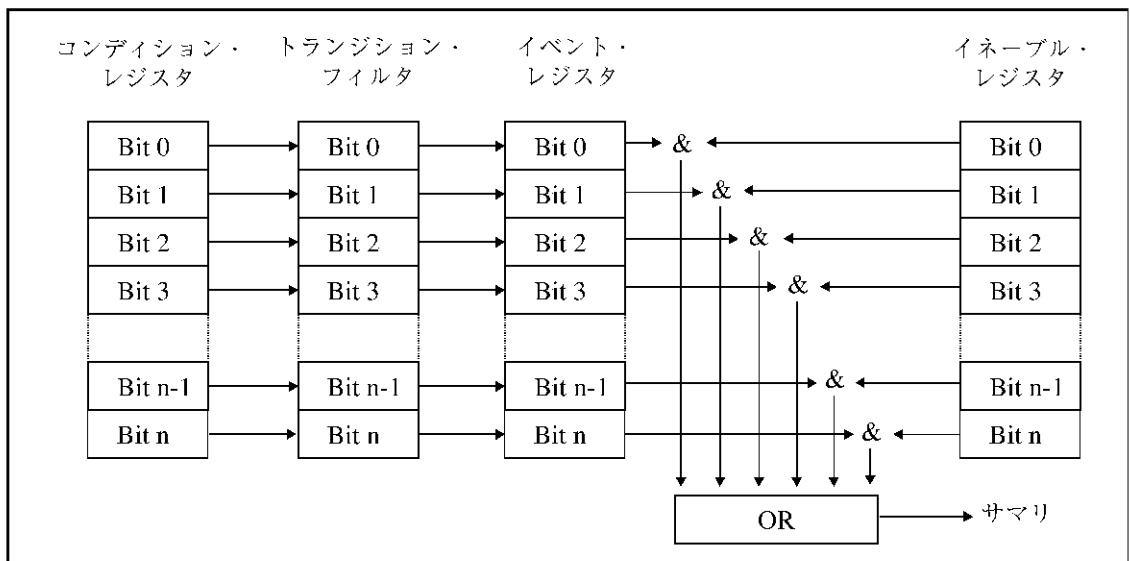 コンディション・
レジスタ
トランジション・
フィルタ
イベント・
レジスタ
イネーブル・
レジスタ
Bit 0 Bit 0 Bit 0 & Bit 0
Bit 1 Bit 1 Bit 1 & Bit 1
Bit 2 Bit 2 Bit 2 & Bit 2
Bit 3 Bit 3 Bit 3 & Bit 3
Bit n-1 Bit n-1 Bit n-1 & Bit n-1
Bit n Bit n Bit n & Bit n
OR サマリ